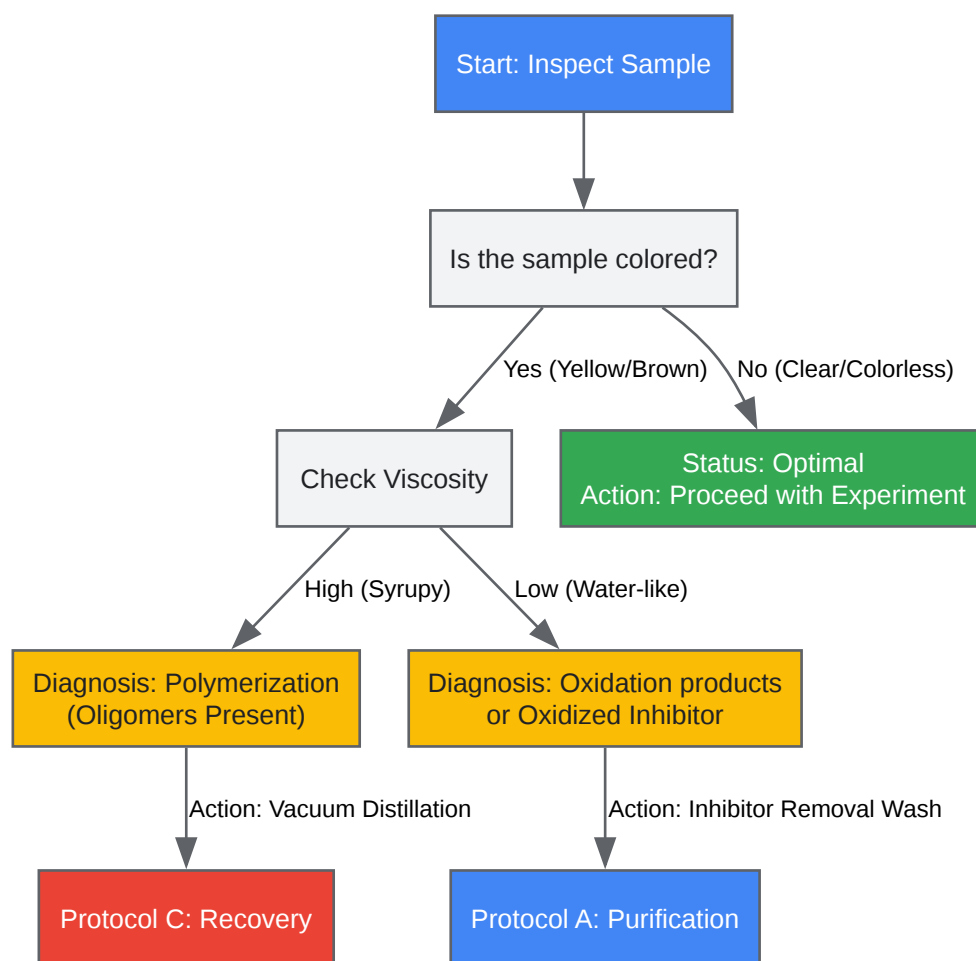 Start: Inspect Sample
Is the sample colored?
Yes (Yellow/Brown)
No (Clear/Colorless)
Check Viscosity
Status: Optimal
Action: Proceed with Experiment
High (Syrupy)
Low (Water-like)
Diagnosis: Polymerization
(Oligomers Present)
Diagnosis: Oxidation products
or Oxidized Inhibitor
Action: Vacuum Distillation
Action: Inhibitor Removal Wash
Protocol C: Recovery
Protocol A: Purification